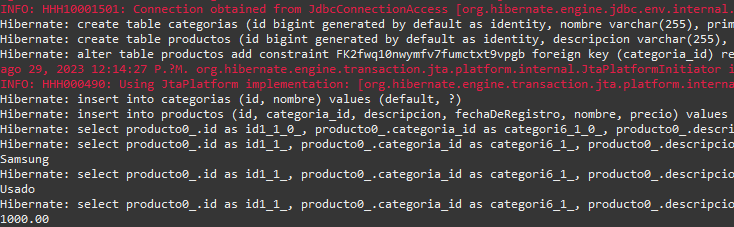 INFO: HHH10001501: Connection obtained from JdbcConnectionAccess [org.hibernate.engine.jdbc.env.internal.
Hibernate: create table categorias (id bigint generated by default as identity, nombre varchar(255), prim
Hibernate: create table productos (id bigint generated by default as identity, descripcion varchar(255),
Hibernate: alter table productos add constraint FK2fwq10nwymfv7fumctxt9vpgb foreign key (categoria_id) re
ago 29, 2023 12:14:27 P.?M. org.hibernate.engine.transaction.jta.platform.internal.JtaPlatformInitiator i
INFO: HHH000490: Using JtaPlatform implementation: [org.hibernate.engine.transaction.jta.platform.interna
Hibernate: insert into categorias (id, nombre) values (default, ?)
Hibernate: insert into productos (id, categoria_id, descripcion, fechaDeRegistro, nombre, precio) values
Hibernate: select producto0_.id as id1_1_0_, producto0_.categoria_id as categori6_1_0_, producto0_.descri
Hibernate: select producto0_.id as id1_1_, producto0_.categoria_id as categori6_1_, producto0_.descripcio
Samsung
Hibernate: select producto0_.id as id1_1_, producto0_.categoria_id as categori6_1_, producto0_.descripcio
Usado
Hibernate: select producto0_.id as id1_1_, producto0_.categoria_id as categori6_1_, producto0_.descripcio
1000.00